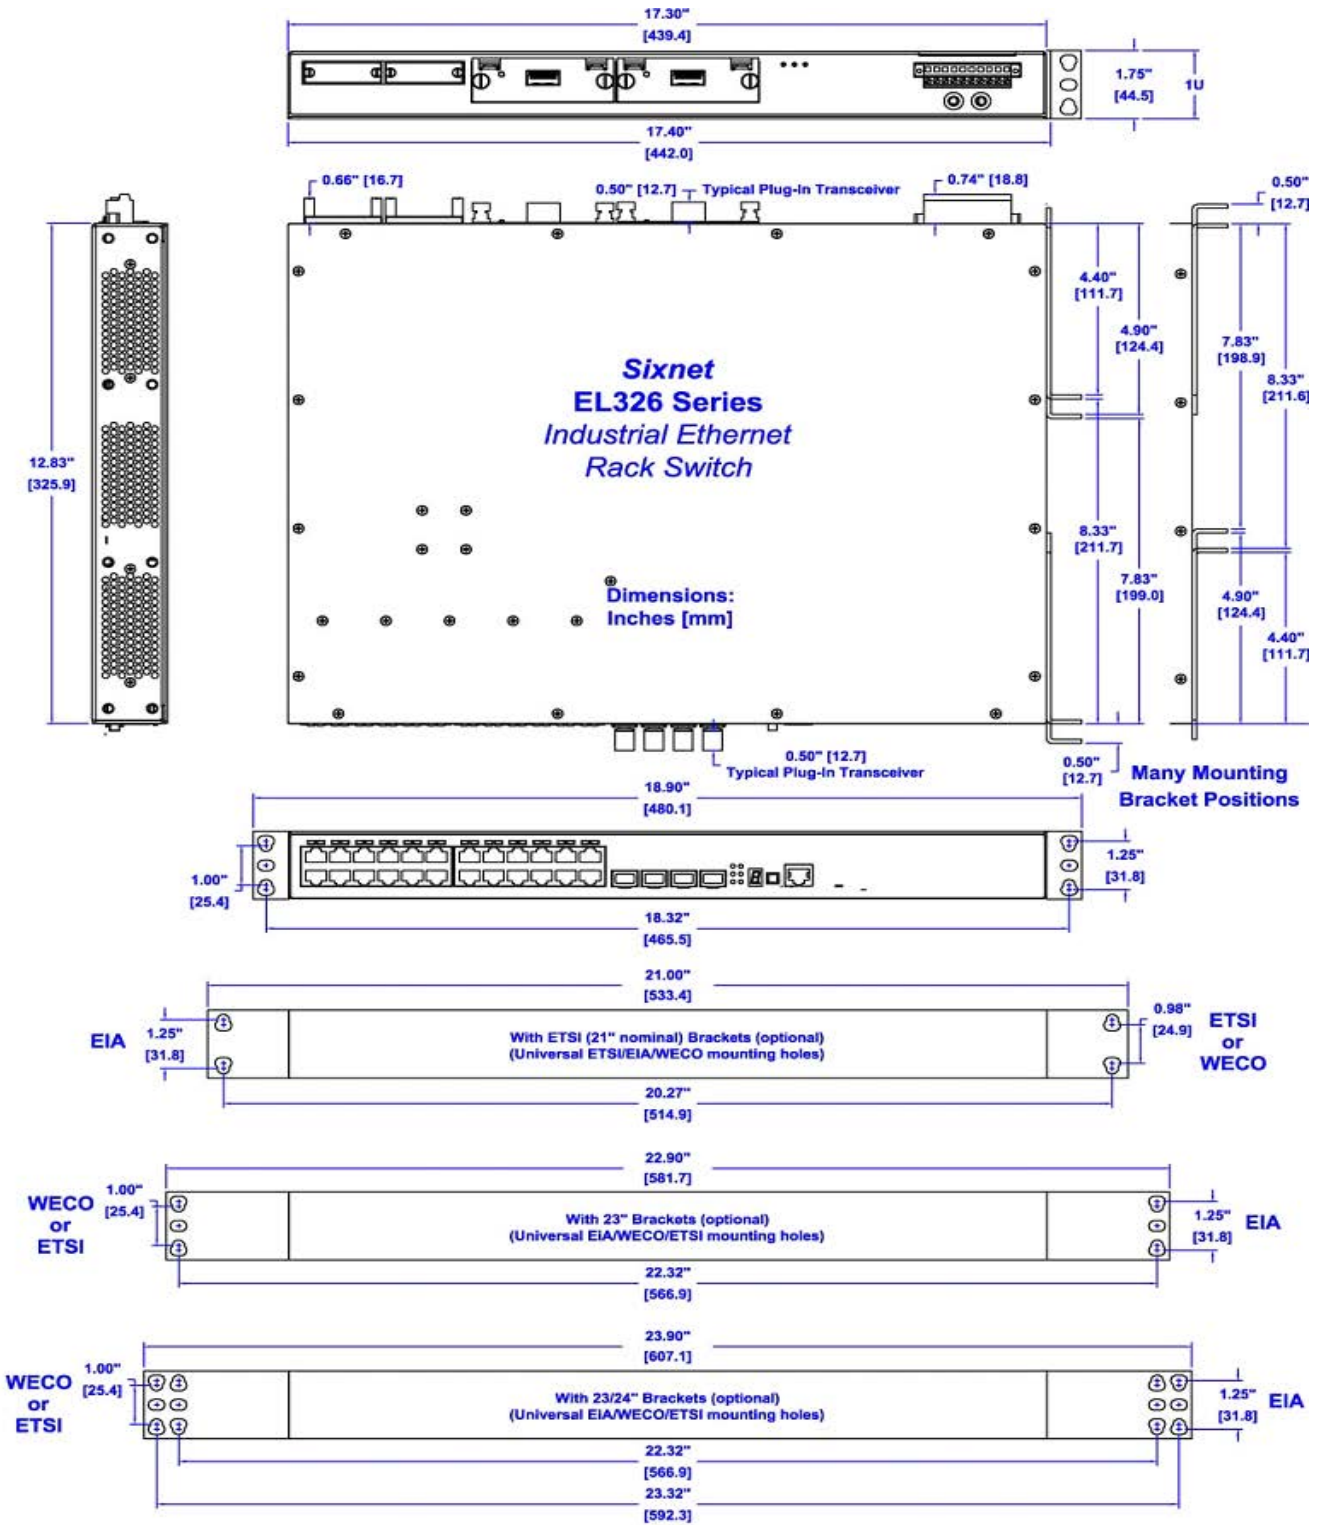 17.30"
[439.4]
1.75"
[44.5]
1U
17.40"
[442.0]
0.66" [16.7]
0.50" [12.7]
Typical Plug-In Transceiver
0.74" [18.8]
0.50"
[12.7]
4.40"
[111.7]
4.90"
[124.4]
7.83"
[198.9]
8.33"
[211.6]
Sixnet
EL326 Series
Industrial Ethernet
Rack Switch
12.83"
[325.9]
8.33"
[211.7]
7.83"
[199.0]
4.90"
[124.4]
4.40"
[111.7]
Dimensions:
Inches [mm]
0.50" [12.7]
Typical Plug-In Transceiver
0.50"
[12.7]
Many Mounting
Bracket Positions
18.90"
[480.1]
1.00"
[25.4]
1.25"
[31.8]
18.32"
[465.5]
21.00"
[533.4]
EIA
1.25"
[31.8]
With ETSI (21" nominal) Brackets (optional)
(Universal ETSI/EIA/WECO mounting holes)
0.98"
[24.9]
ETSI
or
WECO
20.27"
[514.9]
22.90"
[581.7]
WECO
or
ETSI
1.00"
[25.4]
With 23" Brackets (optional)
(Universal EIA/WECO/ETSI mounting holes)
1.25"
[31.8]
EIA
22.32"
[566.9]
23.90"
[607.1]
WECO
or
ETSI
1.00"
[25.4]
With 23/24" Brackets (optional)
(Universal EIA/WECO/ETSI mounting holes)
1.25"
[31.8]
EIA
22.32"
[566.9]
23.32"
[592.3]